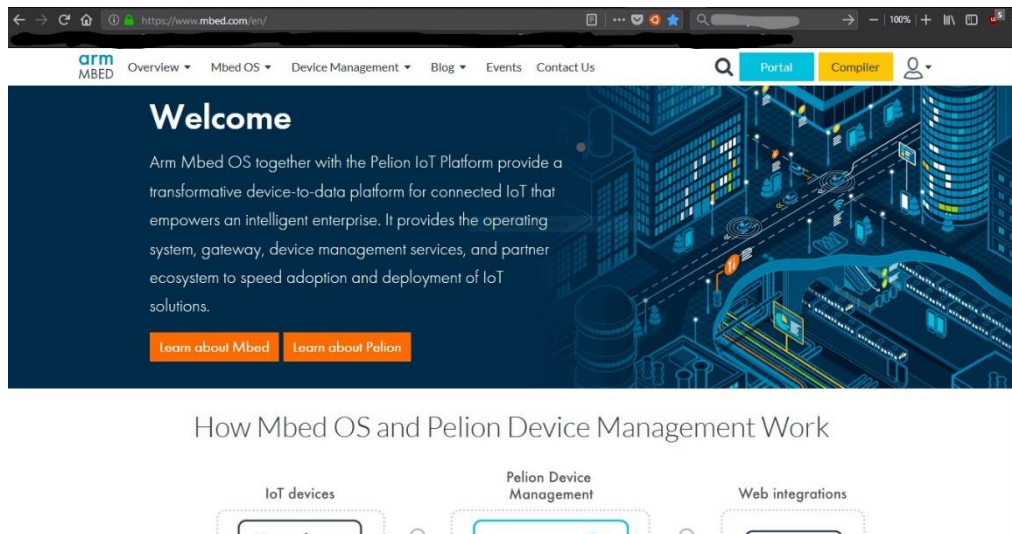 https://www.mbed.com/en/
100%
5
arm
MBED
Overview
Mbed OS
Device Management
Blog
Events
Contact Us
Portal
Compiler
Welcome
Arm Mbed OS together with the Pelion IoT Platform provide a
transformative device-to-data platform for connected IoT that
empowers an intelligent enterprise. It provides the operating
system, gateway, device management services, and partner
ecosystem to speed adoption and deployment of IoT
solutions.
Learn about Mbed
Learn about Pelion
How Mbed OS and Pelion Device Management Work
IoT devices
Pelion Device
Management
Web integrations